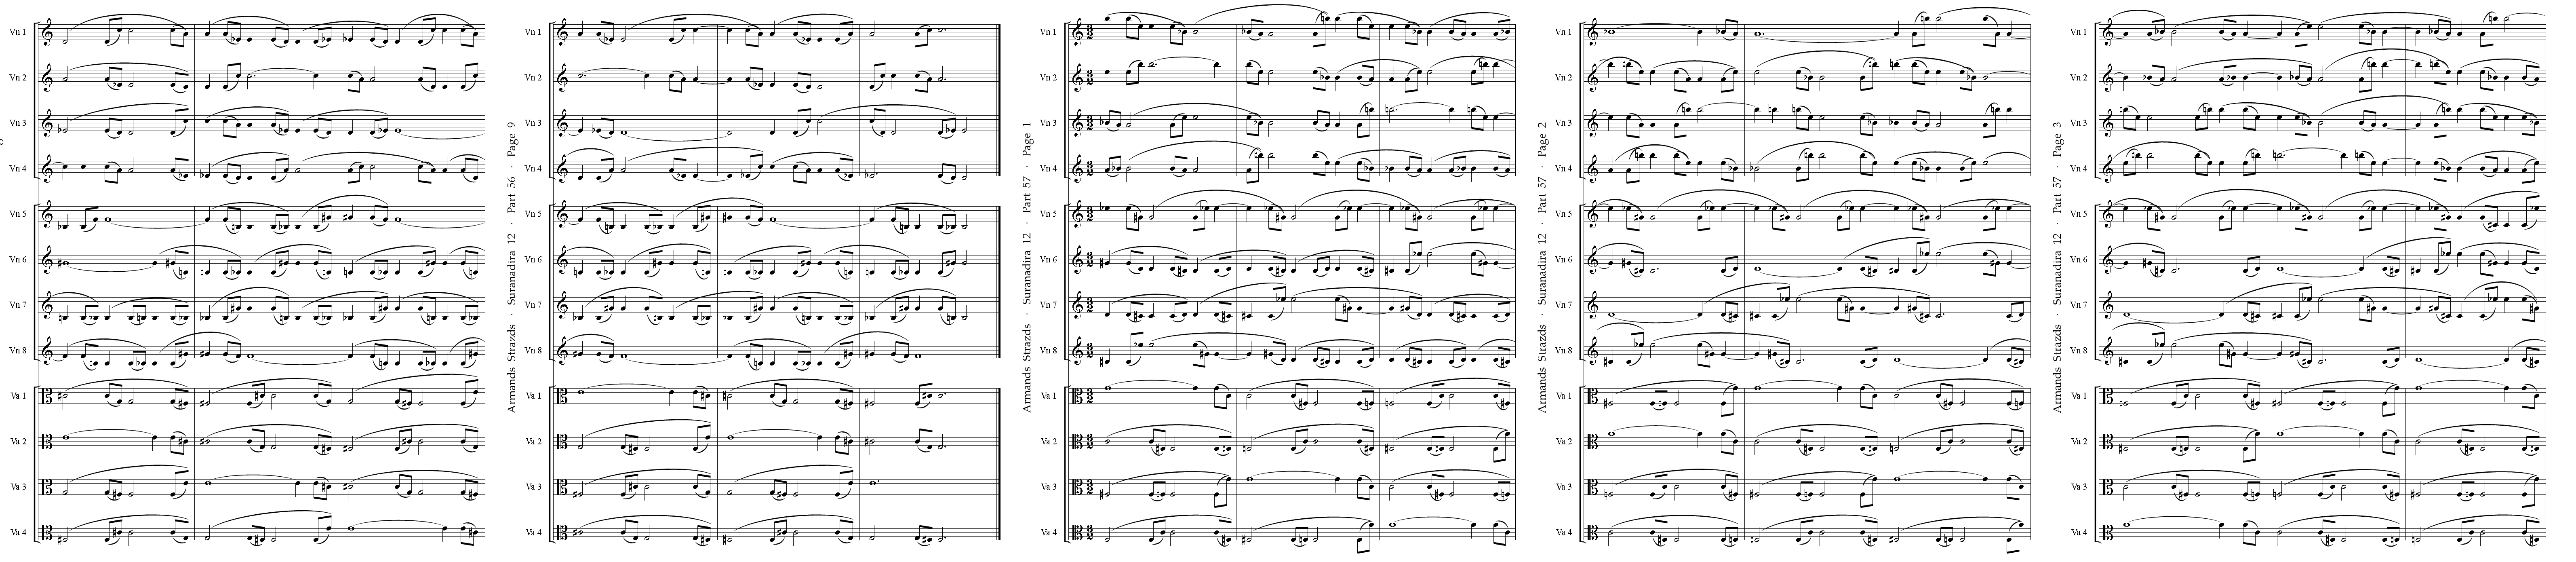 Vn 1
Vn 2
Vn 3
Vn 4
Vn 5
Vn 6
Vn 7
Vn 8
Va 1
Va 2
Va 3
Va 4
Armands Strazds · Suranadira 12 · Part 56 · Page 9
Vn 1
Vn 2
Vn 3
Vn 4
Vn 5
Vn 6
Vn 7
Vn 8
Va 1
Va 2
Va 3
Va 4
Armands Strazds · Suranadira 12 · Part 57 · Page 1
Vn 1
Vn 2
Vn 3
Vn 4
Vn 5
Vn 6
Vn 7
Vn 8
Va 1
Va 2
Va 3
Va 4
Armands Strazds · Suranadira 12 · Part 57 · Page 2
Vn 1
Vn 2
Vn 3
Vn 4
Vn 5
Vn 6
Vn 7
Vn 8
Va 1
Va 2
Va 3
Va 4
Armands Strazds · Suranadira 12 · Part 57 · Page 3
Vn 1
Vn 2
Vn 3
Vn 4
Vn 5
Vn 6
Vn 7
Vn 8
Va 1
Va 2
Va 3
Va 4